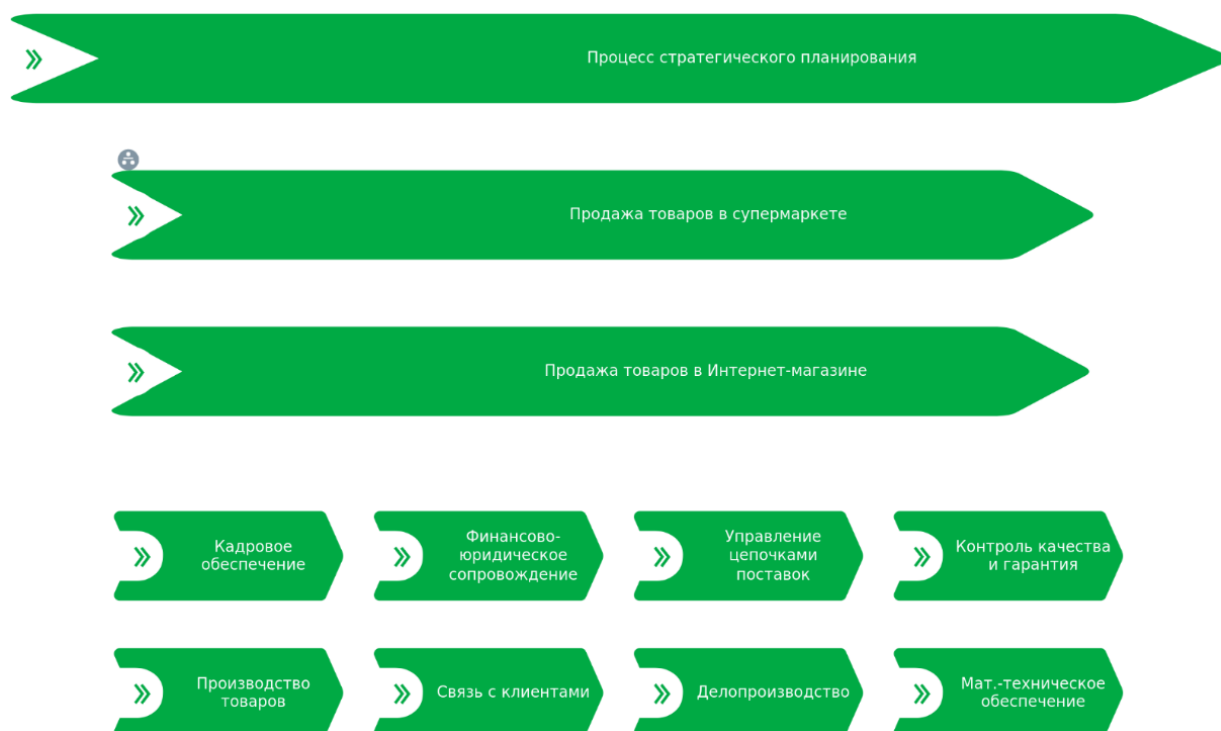 Процесс стратегического планирования
Продажа товаров в супермаркете
Продажа товаров в Интернет-магазине
Кадровое
обеспечение
Финансово-
юридическое
сопровождение
Управление
цепочками
поставок
Контроль качества
и гарантия
Производство
товаров
Связь с клиентами
Делопроизводство
Мат.-техническое
обеспечение